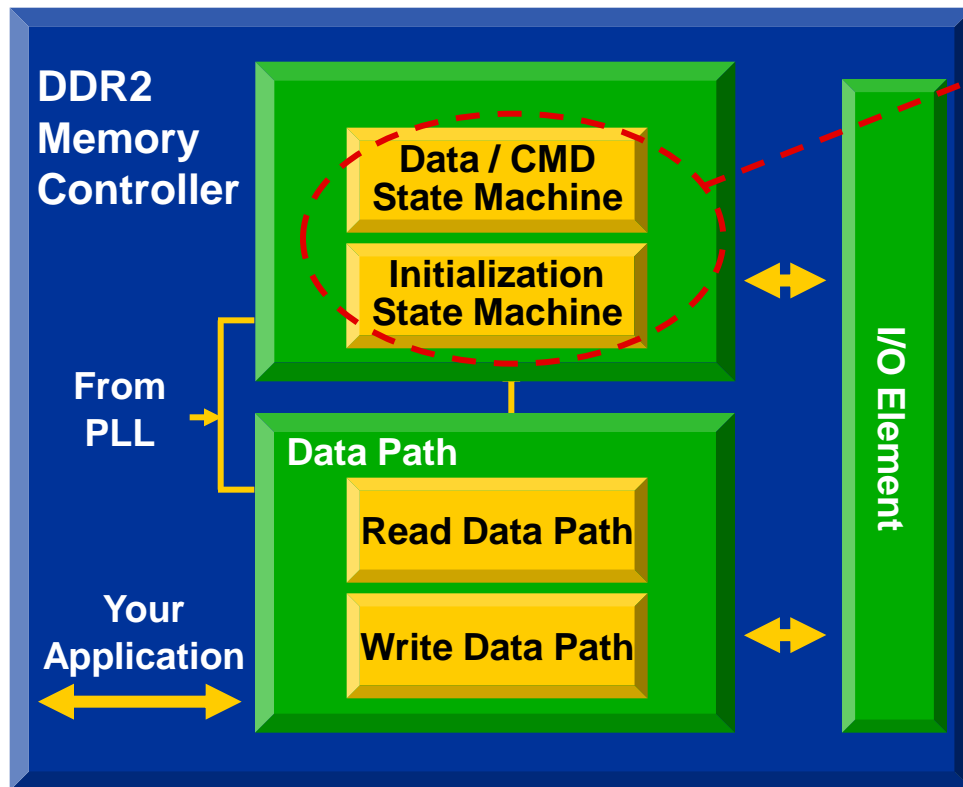 DDR2
Memory
Controller
Data / CMD
State Machine
Initialization
State Machine
From
PLL
I/O Element
Data Path
Read Data Path
Write Data Path
Your
Application